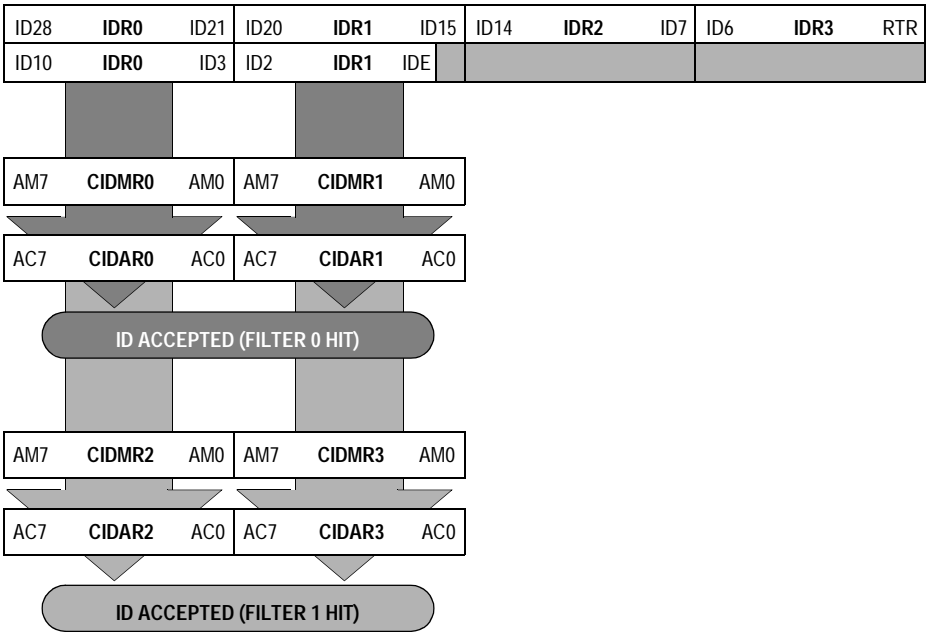 ID28 IDR0 ID21 ID20 IDR1 ID15 ID14 IDR2 ID7 ID6 IDR3 RTR
ID10 IDR0 ID3 ID2 IDR1 IDE
AM7 CIDMR0 AM0 AM7 CIDMR1 AM0
AC7 CIDAR0 AC0 AC7 CIDAR1 AC0
ID ACCEPTED (FILTER 0 HIT)
AM7 CIDMR2 AM0 AM7 CIDMR3 AM0
AC7 CIDAR2 AC0 AC7 CIDAR3 AC0
ID ACCEPTED (FILTER 1 HIT)